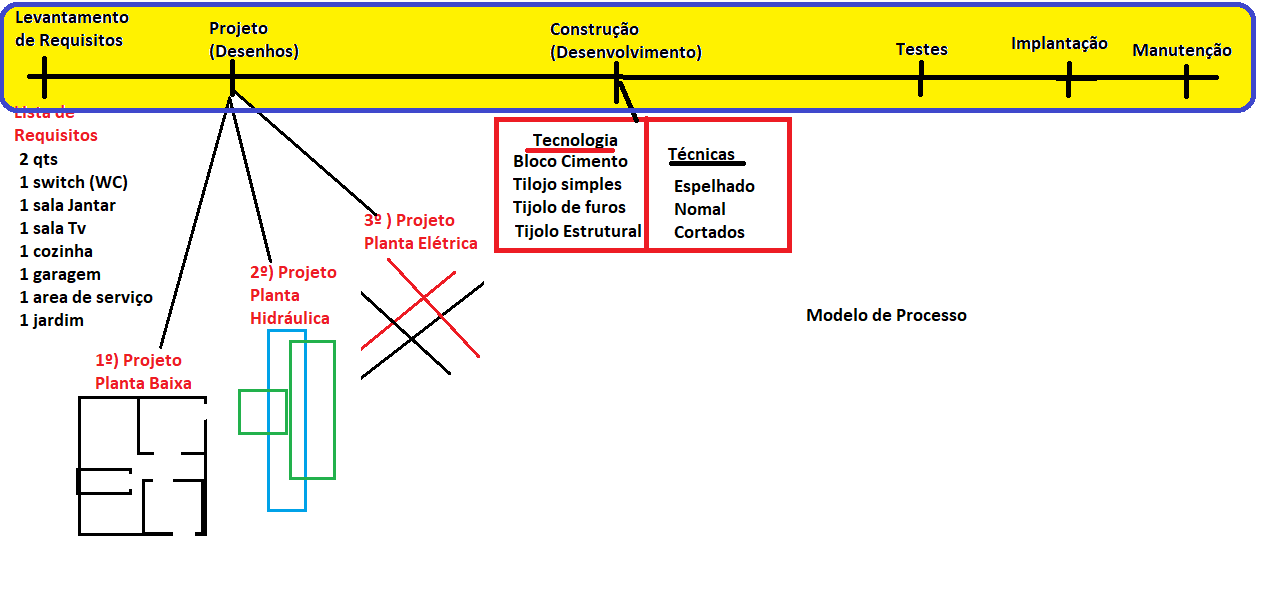 Levantamento
de Requisitos
Projeto
(Desenhos)
Construção
(Desenvolvimento)
Testes
Implantação
Manutenção
Lista de
Requisitos
2 qts
1 switch (WC)
1 sala Jantar
1 sala Tv
1 cozinha
1 garagem
1 area de serviço
1 jardim
1º) Projeto
Planta Baixa
2º) Projeto
Planta
Hidráulica
3º ) Projeto
Planta Elétrica
Tecnologia
Bloco Cimento
Tilojo simples
Tijolo de furos
Tijolo Estrutural
Técnicas
Espelhado
Nomal
Cortados
Modelo de Processo